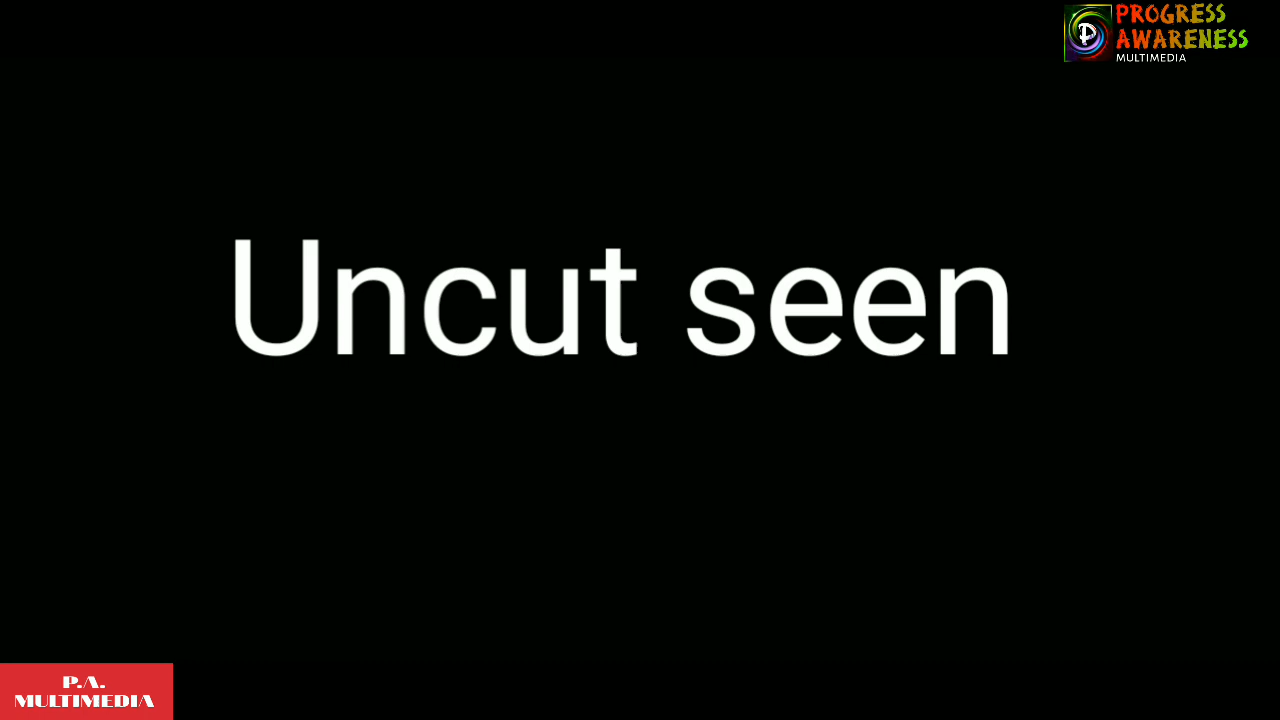 PROGRESS
AWARENESS
MULTIMEDIA
Uncut seen
P.A.
MULTIMEDIA